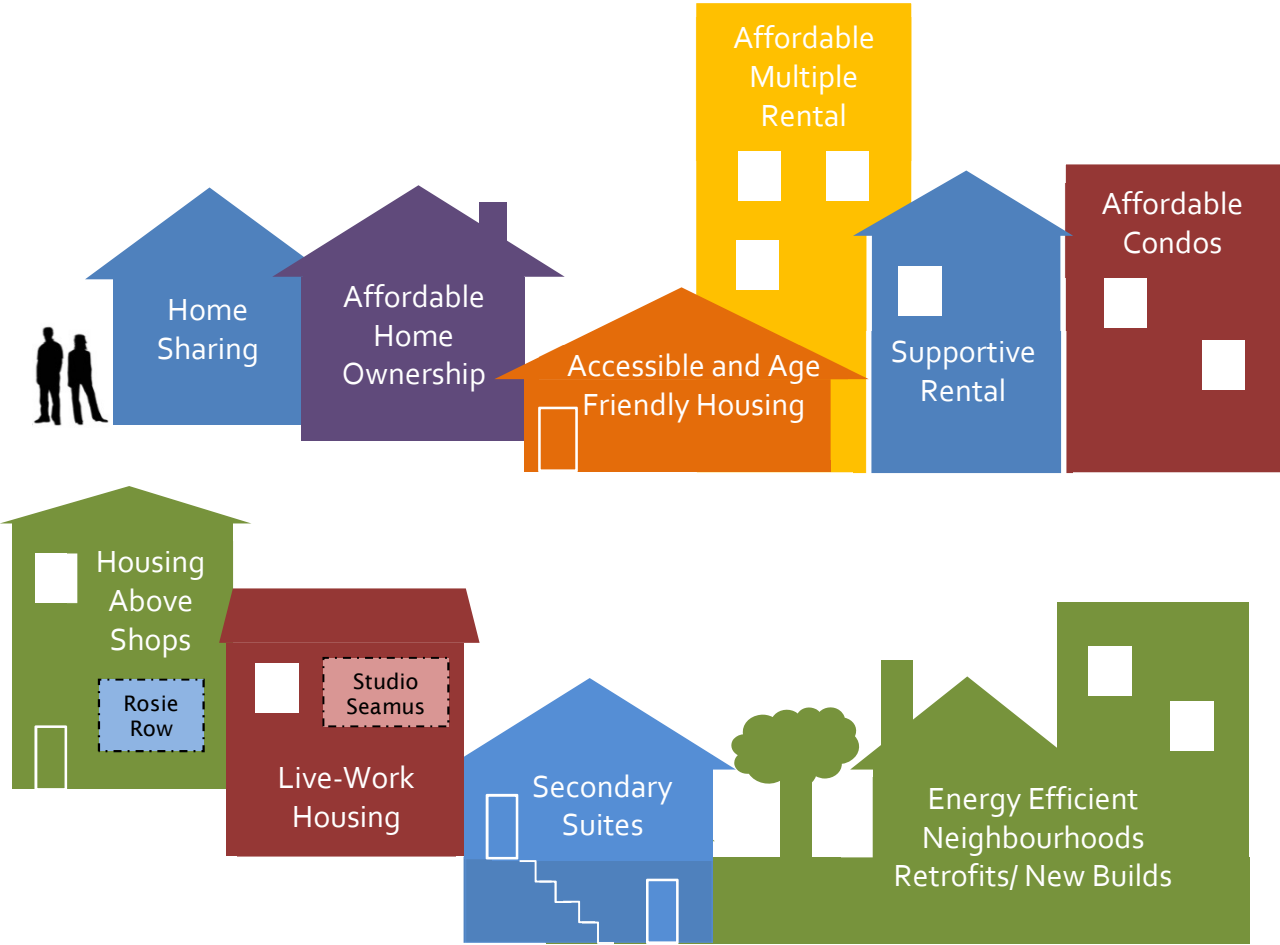 Home
Sharing
Affordable
Home
Ownership
Accessible and Age
Friendly Housing
Affordable
Multiple
Rental
Supportive
Rental
Affordable
Condos
Housing
Above
Shops
Rosie
Row
Studio
Seamus
Live-Work
Housing
Secondary
Suites
Energy Efficient
Neighbourhoods
Retrofits/ New Builds